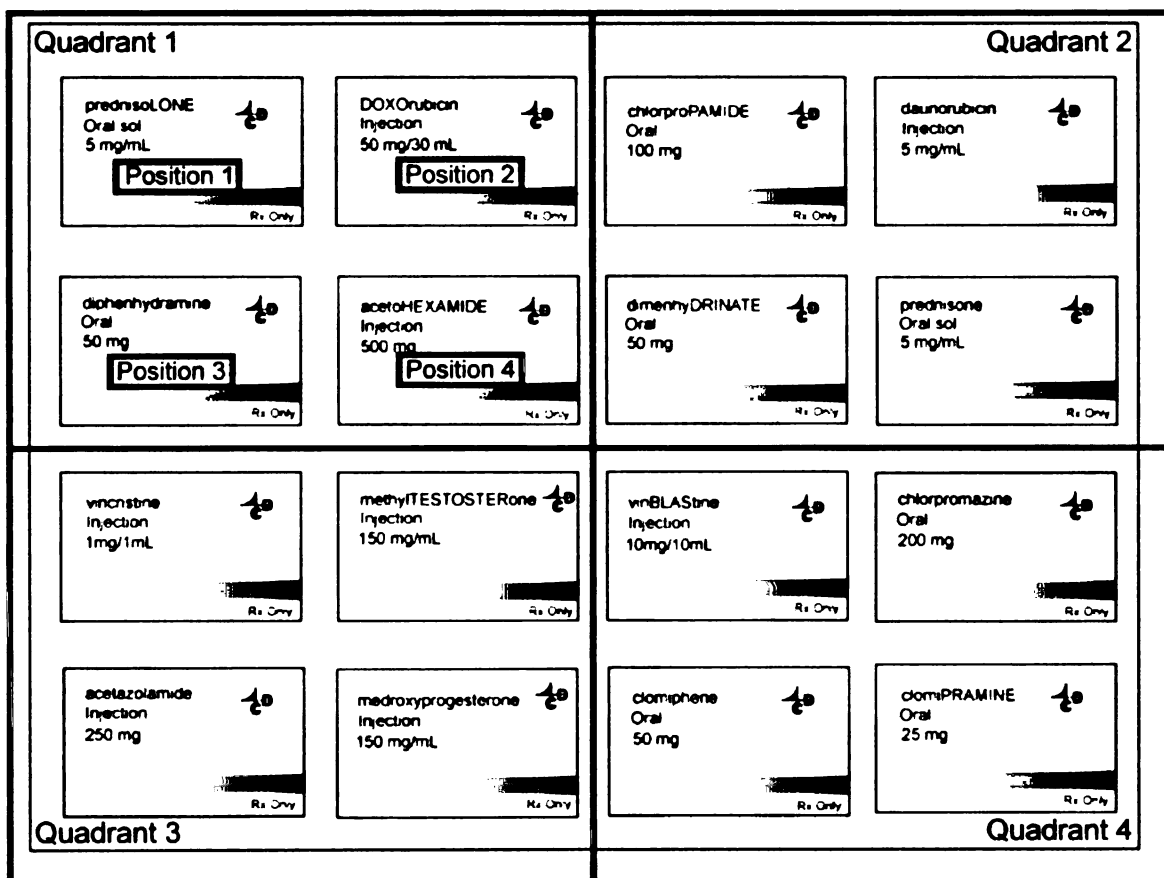 Quadrant 1
prednisoLONE
Oral sol
5 mg/mL
Position 1
Rx Only
DOXOrubicin
Injection
50 mg/30 mL
Position 2
Rx Only
diphenhydramine
Oral
50 mg
Position 3
Rx Only
acetoHEXAMIDE
Injection
500 mg
Position 4
Rx Only
Quadrant 2
chlorproPAMIDE
Oral
100 mg
Rx Only
daunorubicin
Injection
5 mg/mL
Rx Only
dimenhyDRINATE
Oral
50 mg
Rx Only
prednisone
Oral sol
5 mg/mL
Rx Only
vincristine
Injection
1mg/1mL
Rx Only
methylTESTOSTERone
Injection
150 mg/mL
Rx Only
acetazolamide
Injection
250 mg
Rx Only
medroxyprogesterone
Injection
150 mg/mL
Rx Only
Quadrant 3
vinBLAStine
Injection
10mg/10mL
Rx Only
chlorpromazine
Oral
200 mg
Rx Only
clomiphene
Oral
50 mg
Rx Only
clomiPRAMINE
Oral
25 mg
Rx Only
Quadrant 4